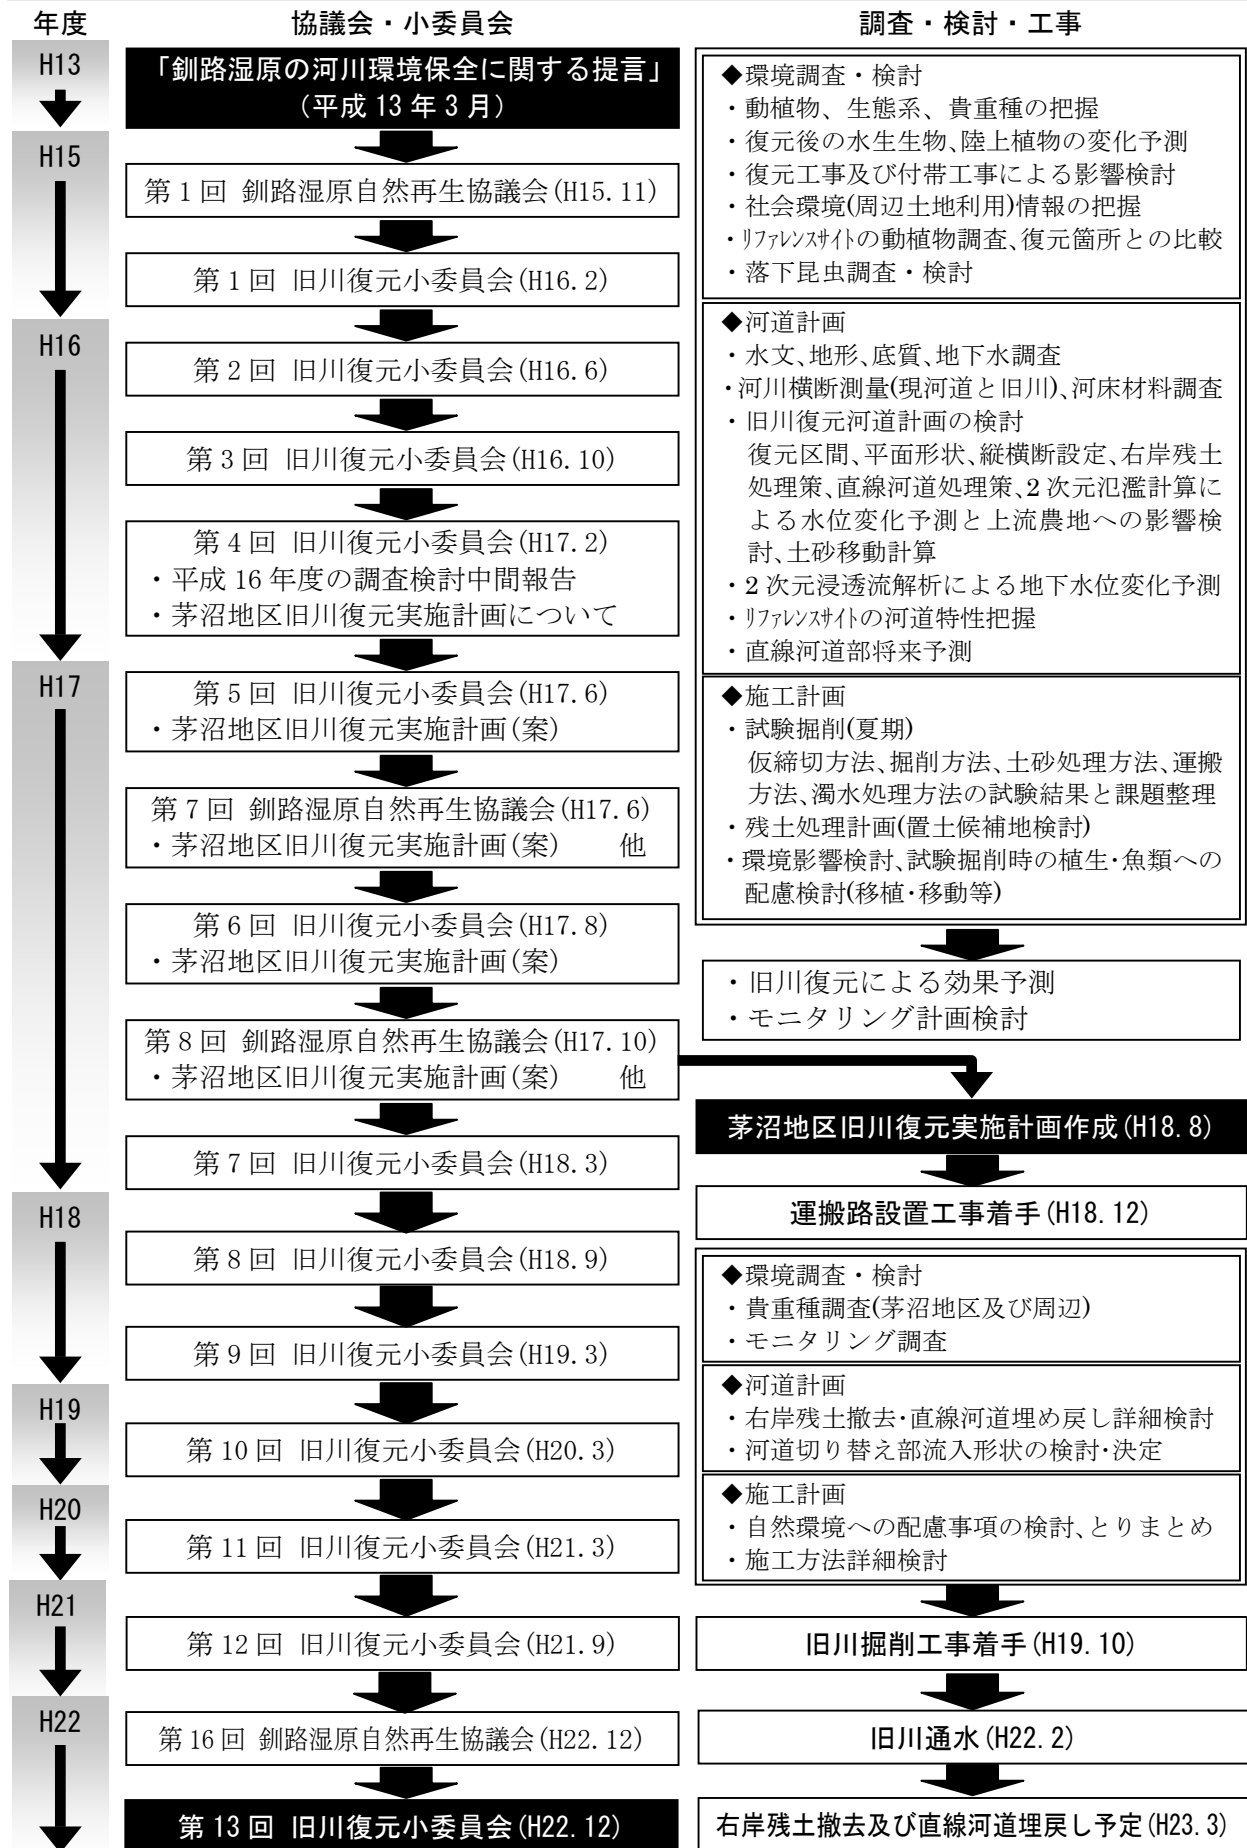 年度
協議会・小委員会
調査・検討・工事
H13
H15
H16
H17
H18
H19
H20
H21
H22
「釧路湿原の河川環境保全に関する提言」
(平成 13 年 3 月)
第 1 回 釧路湿原自然再生協議会(H15.11)
第 1 回 旧川復元小委員会(H16.2)
第 2 回 旧川復元小委員会(H16.6)
第 3 回 旧川復元小委員会(H16.10)
第 4 回 旧川復元小委員会(H17.2)
・平成 16 年度の調査検討中間報告
・茅沼地区旧川復元実施計画について
第 5 回 旧川復元小委員会(H17.6)
・茅沼地区旧川復元実施計画(案)
第 7 回 釧路湿原自然再生協議会(H17.6)
・茅沼地区旧川復元実施計画(案) 他
第 6 回 旧川復元小委員会(H17.8)
・茅沼地区旧川復元実施計画(案)
第 8 回 釧路湿原自然再生協議会(H17.10)
・茅沼地区旧川復元実施計画(案) 他
第 7 回 旧川復元小委員会(H18.3)
第 8 回 旧川復元小委員会(H18.9)
第 9 回 旧川復元小委員会(H19.3)
第 10 回 旧川復元小委員会(H20.3)
第 11 回 旧川復元小委員会(H21.3)
第 12 回 旧川復元小委員会(H21.9)
第 16 回 釧路湿原自然再生協議会(H22.12)
第 13 回 旧川復元小委員会(H22.12)
◆環境調査・検討
・動植物、生態系、貴重種の把握
・復元後の水生生物、陸上植物の変化予測
・復元工事及び付帯工事による影響検討
・社会環境(周辺土地利用)情報の把握
・ﾘﾌｧﾚﾝｽｻｲﾄの動植物調査、復元箇所との比較
・落下昆虫調査・検討
◆河道計画
・水文、地形、底質、地下水調査
・河川横断測量(現河道と旧川)、河床材料調査
・旧川復元河道計画の検討
復元区間、平面形状、縦横断設定、右岸残土
処理策、直線河道処理策、2 次元氾濫計算に
よる水位変化予測と上流農地への影響検
討、土砂移動計算
・2 次元浸透流解析による地下水位変化予測
・ﾘﾌｧﾚﾝｽｻｲﾄの河道特性把握
・直線河道部将来予測
◆施工計画
・試験掘削(夏期)
仮締切方法、掘削方法、土砂処理方法、運搬
方法、濁水処理方法の試験結果と課題整理
・残土処理計画(置土候補地検討)
・環境影響検討、試験掘削時の植生・魚類への
配慮検討(移植・移動等)
・旧川復元による効果予測
・モニタリング計画検討
茅沼地区旧川復元実施計画作成(H18.8)
運搬路設置工事着手(H18.12)
◆環境調査・検討
・貴重種調査(茅沼地区及び周辺)
・モニタリング調査
◆河道計画
・右岸残土撤去・直線河道埋め戻し詳細検討
・河道切り替え部流入形状の検討・決定
◆施工計画
・自然環境への配慮事項の検討、とりまとめ
・施工方法詳細検討
旧川掘削工事着手(H19.10)
旧川通水(H22.2)
右岸残土撤去及び直線河道埋戻し予定(H23.3)